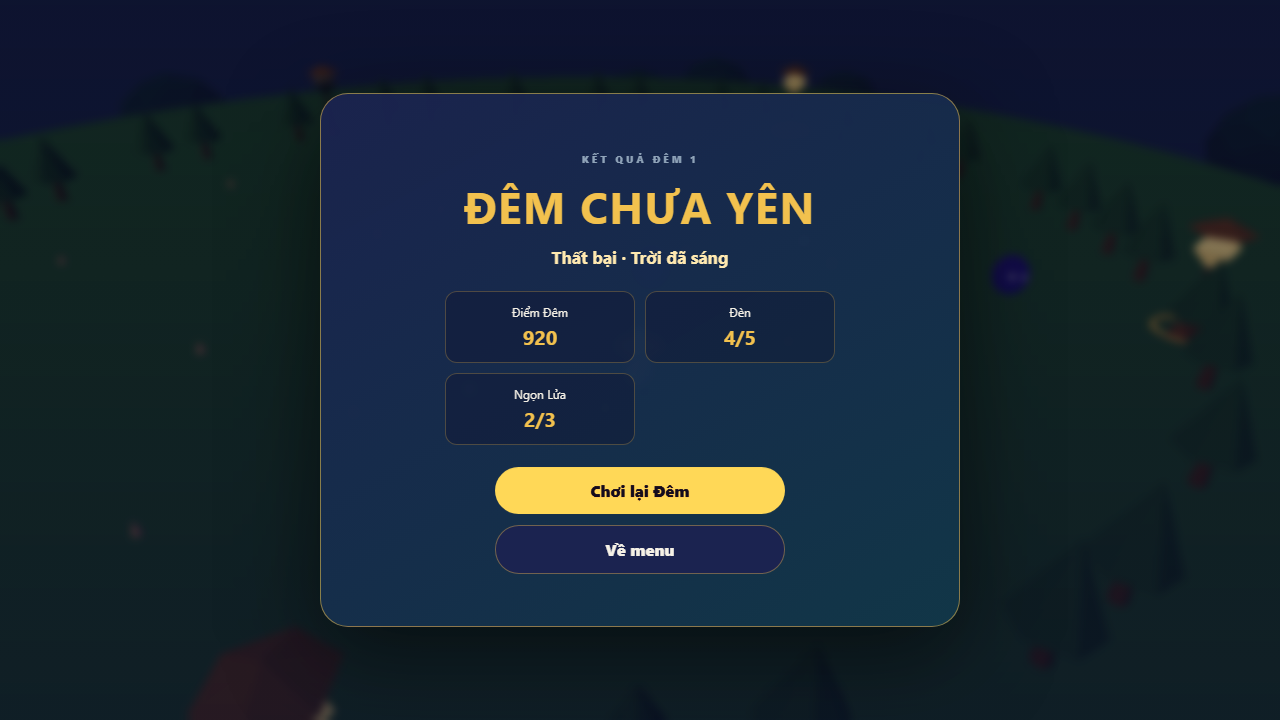 KẾT QUẢ ĐÊM 1
ĐÊM CHƯA YÊN
Thất bại · Trời đã sáng
Điểm Đêm
920
Đèn
4/5
Ngọn Lửa
2/3
Chơi lại Đêm
Về menu